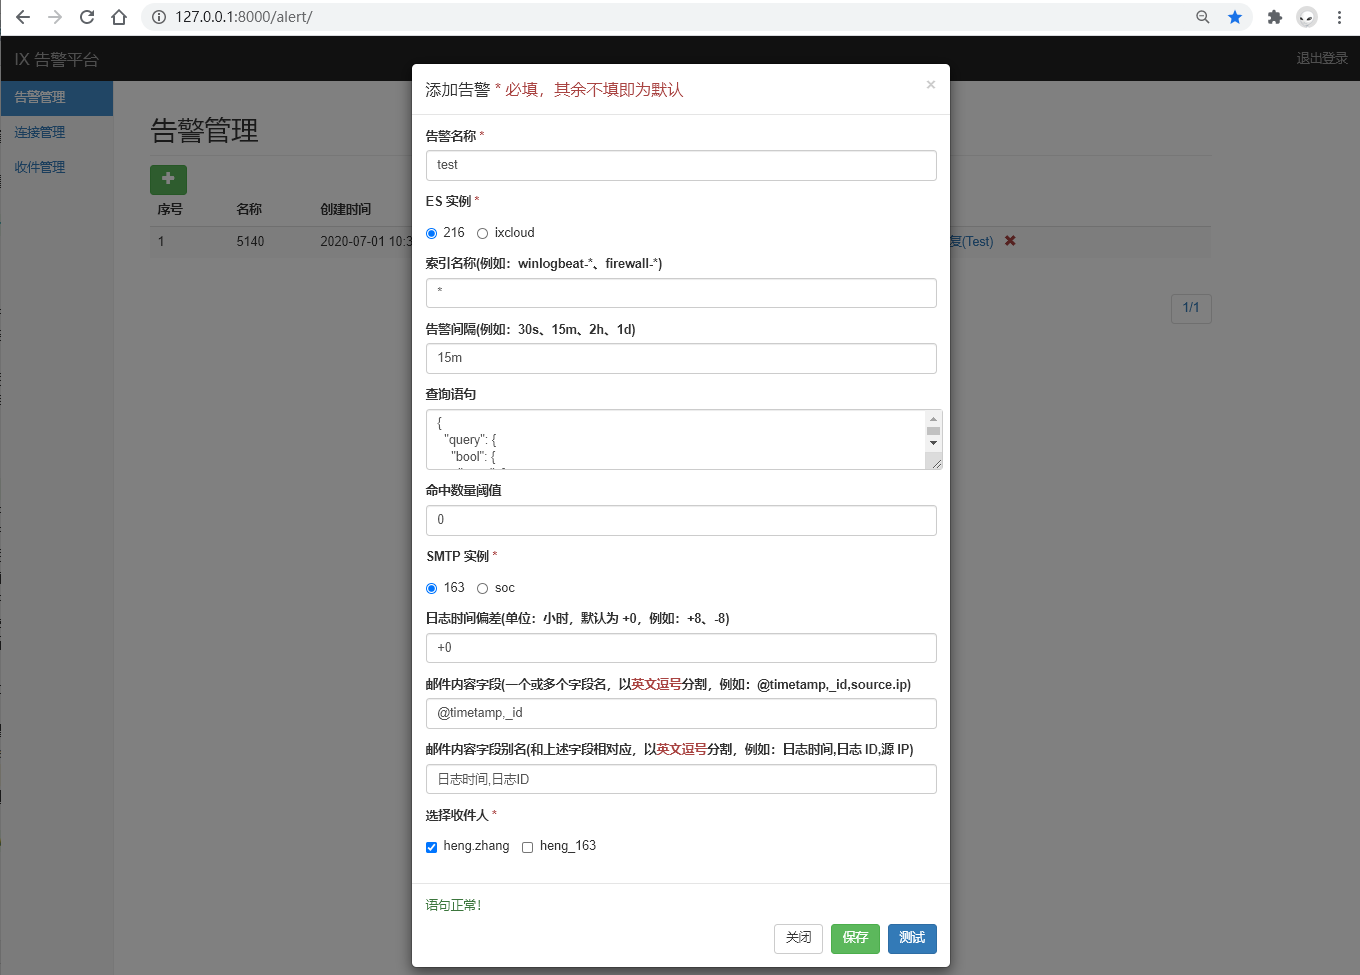 127.0.0.1:8000/alert/
IX 告警平台
退出登录
告警管理
连接管理
收件管理
告警管理
序号 名称 创建时间
1 5140 2020-07-01 10:3
复(Test)
1/1
添加告警 * 必填，其余不填即为默认
×
告警名称 *
test
ES 实例 *
216 ixcloud
索引名称(例如：winlogbeat-*、firewall-*)
*
告警间隔(例如：30s、15m、2h、1d)
15m
查询语句
{
"query": {
"bool": {
命中数量阈值
0
SMTP 实例 *
163 soc
日志时间偏差(单位：小时，默认为 +0，例如：+8、-8)
+0
邮件内容字段(一个或多个字段名，以英文逗号分割，例如：@timetamp,_id,source.ip)
@timetamp,_id
邮件内容字段别名(和上述字段相对应，以英文逗号分割，例如：日志时间,日志 ID,源 IP)
日志时间,日志ID
选择收件人 *
heng.zhang heng_163
语句正常!
关闭 保存 测试